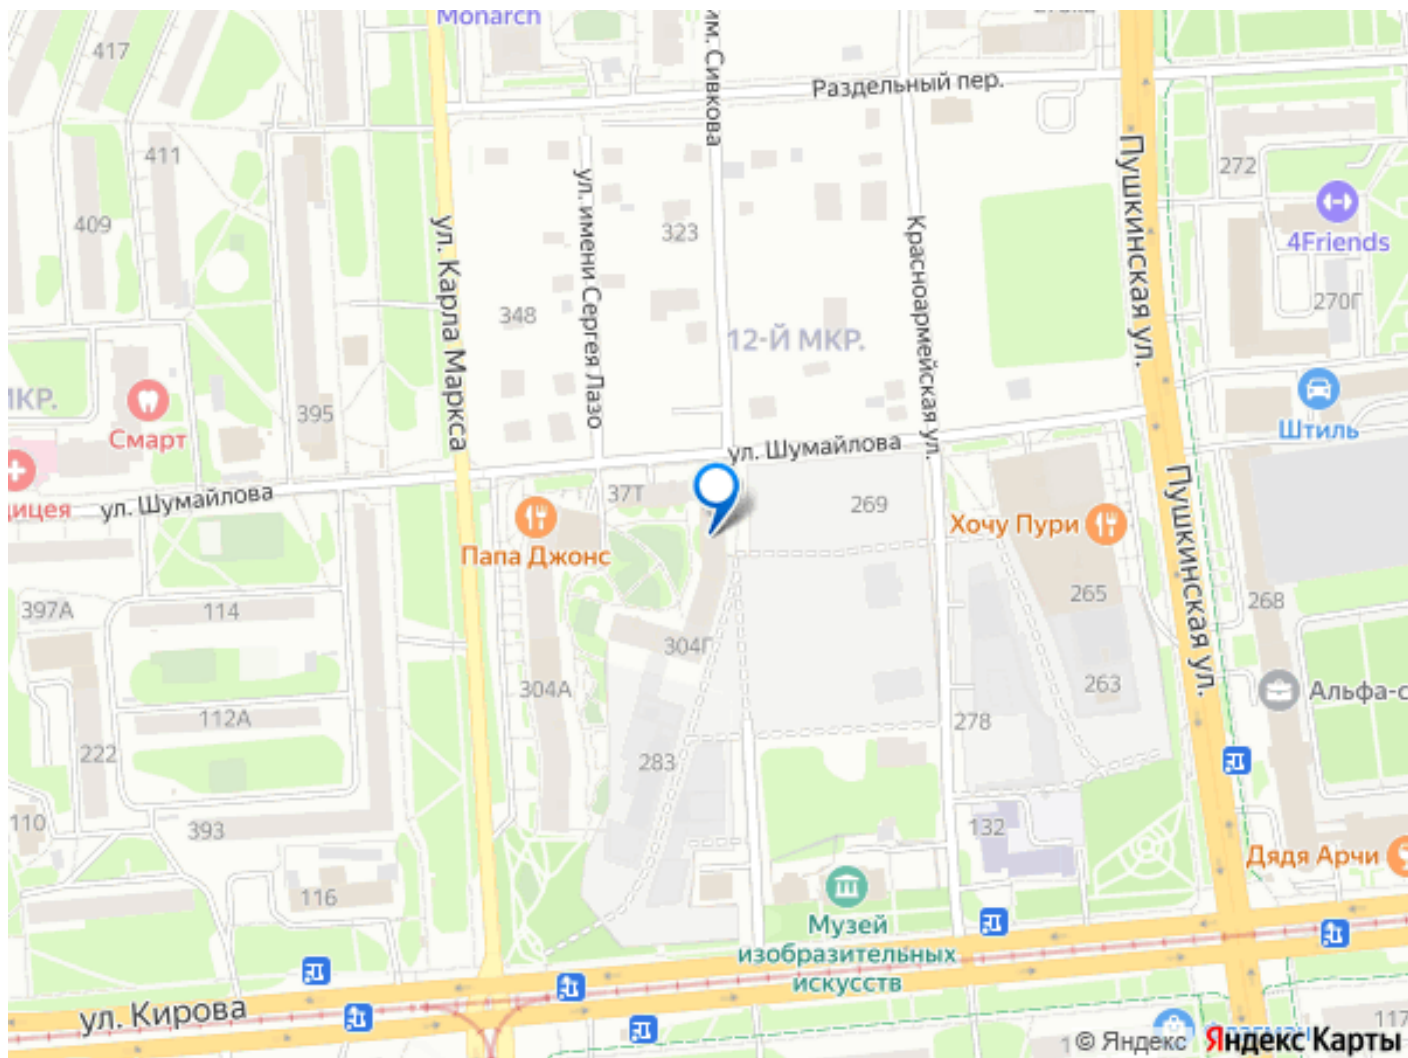 Monarch
417
им. Сивкова
Раздельный пер.
411
272
Пушкинская ул.
4Friends
409
ул. Карла Маркса
ул. имени Сергея Лазо
323
Красноармейская ул.
270Г
348
12-Й МКР.
МКР.
Смарт
395
Штиль
ул. Шумайлова
ул. Шумайлова
дицея
37Т
269
Хочу Пури
Пушкинская ул.
Папа Джонс
397А
114
265
268
304Г
304А
263
Альфа-с
112А
222
278
283
110
393
132
Дядя Арчи
116
Музей
изобразительных
искусств
ул. Кирова
117
© Яндекс Яндекс Карты